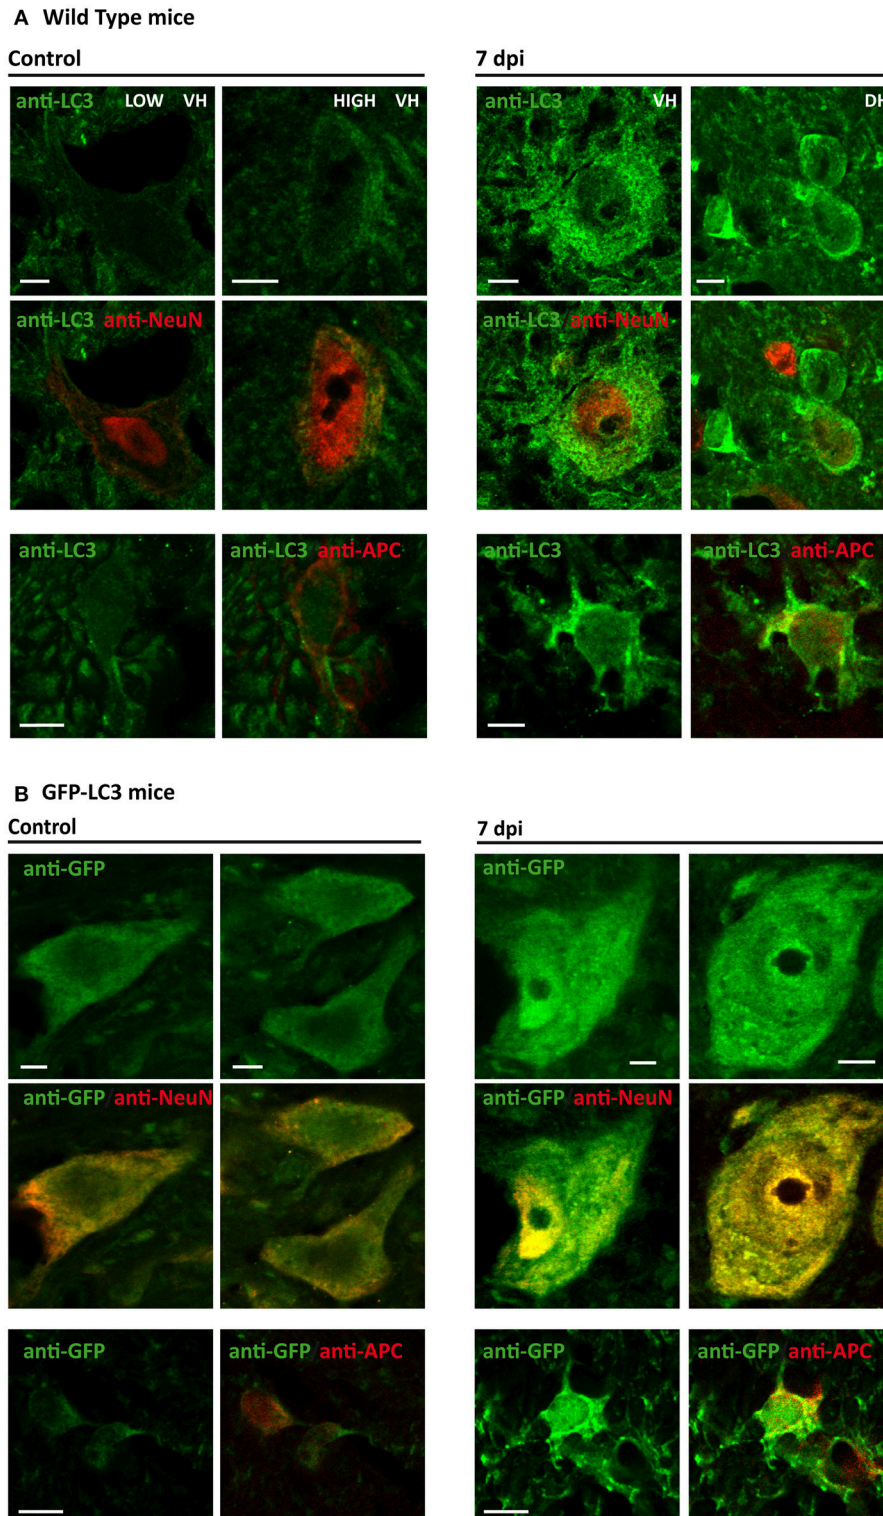 A Wild Type mice
Control
7 dpi
anti-LC3 LOW VH
HIGH VH
anti-LC3 VH
DH
anti-LC3 anti-NeuN
anti-LC3 anti-NeuN
anti-LC3
anti-LC3 anti-APC
anti-LC3
anti-LC3 anti-APC
B GFP-LC3 mice
Control
7 dpi
anti-GFP
anti-GFP
anti-GFP/anti-NeuN
anti-GFP/anti-NeuN
anti-GFP
anti-GFP/anti-APC
anti-GFP
anti-GFP/anti-APC